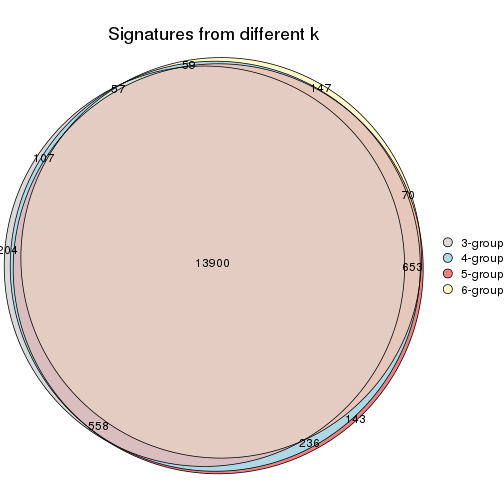 Signatures from different k
59
147
57
107
70
204
13900
653
3-group
4-group
5-group
6-group
558
143
236